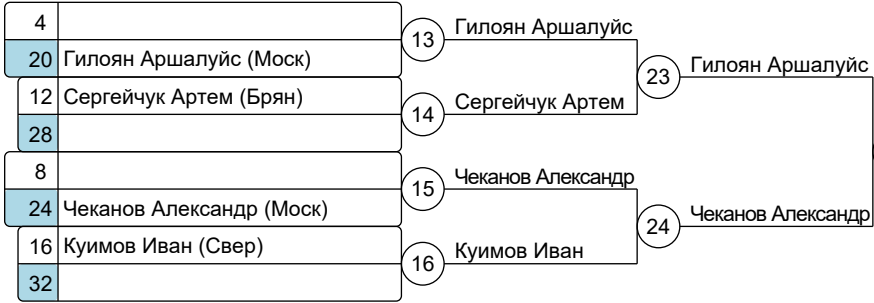 4
20 Гилоян Аршалуйс (Моск)
12 Сергейчук Артем (Брян)
28
8
24 Чеканов Александр (Моск)
16 Куимов Иван (Свер)
32
13 Гилоян Аршалуйс
14 Сергейчук Артем
15 Чеканов Александр
16 Куимов Иван
23 Гилоян Аршалуйс
24 Чеканов Александр